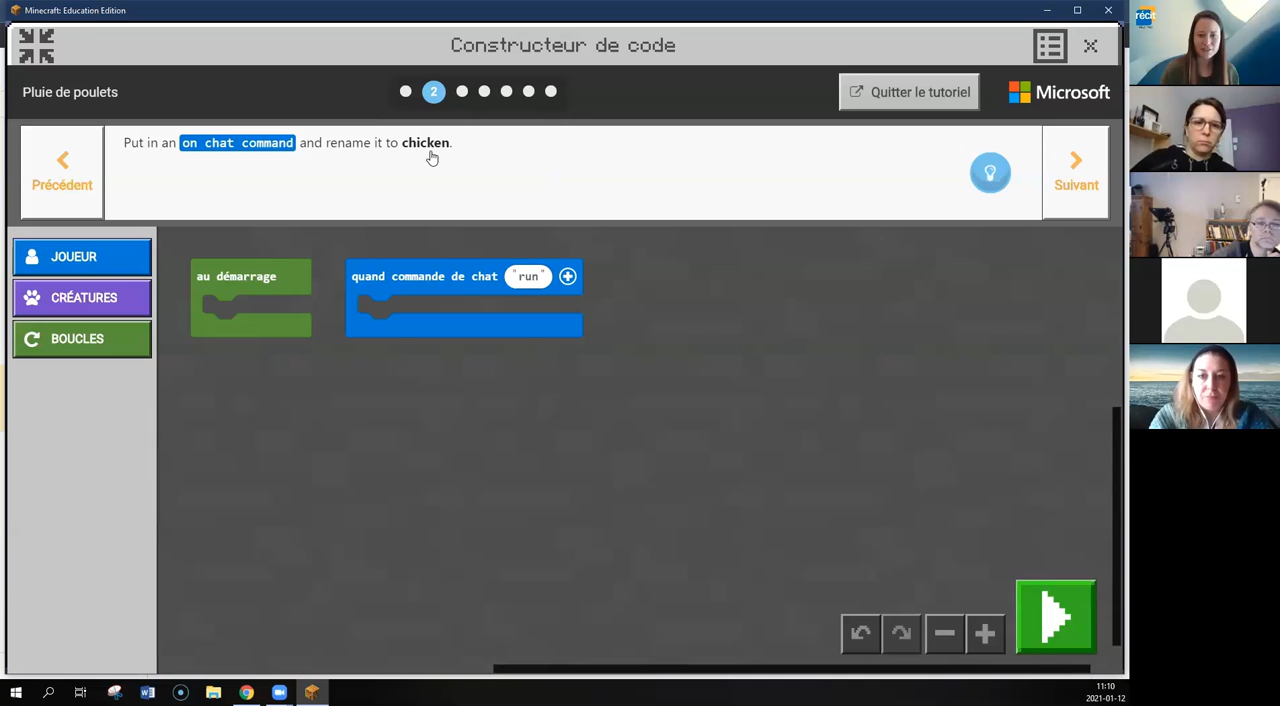 Minecraft: Education Edition
récit
Constructeur de code
Pluie de poulets
2
Quitter le tutoriel
Microsoft
Put in an on chat command and rename it to chicken.
Précédent
Suivant
JOUEUR
CRÉATURES
BOUCLES
au démarrage
quand commande de chat "run"
11:10
2021-01-12